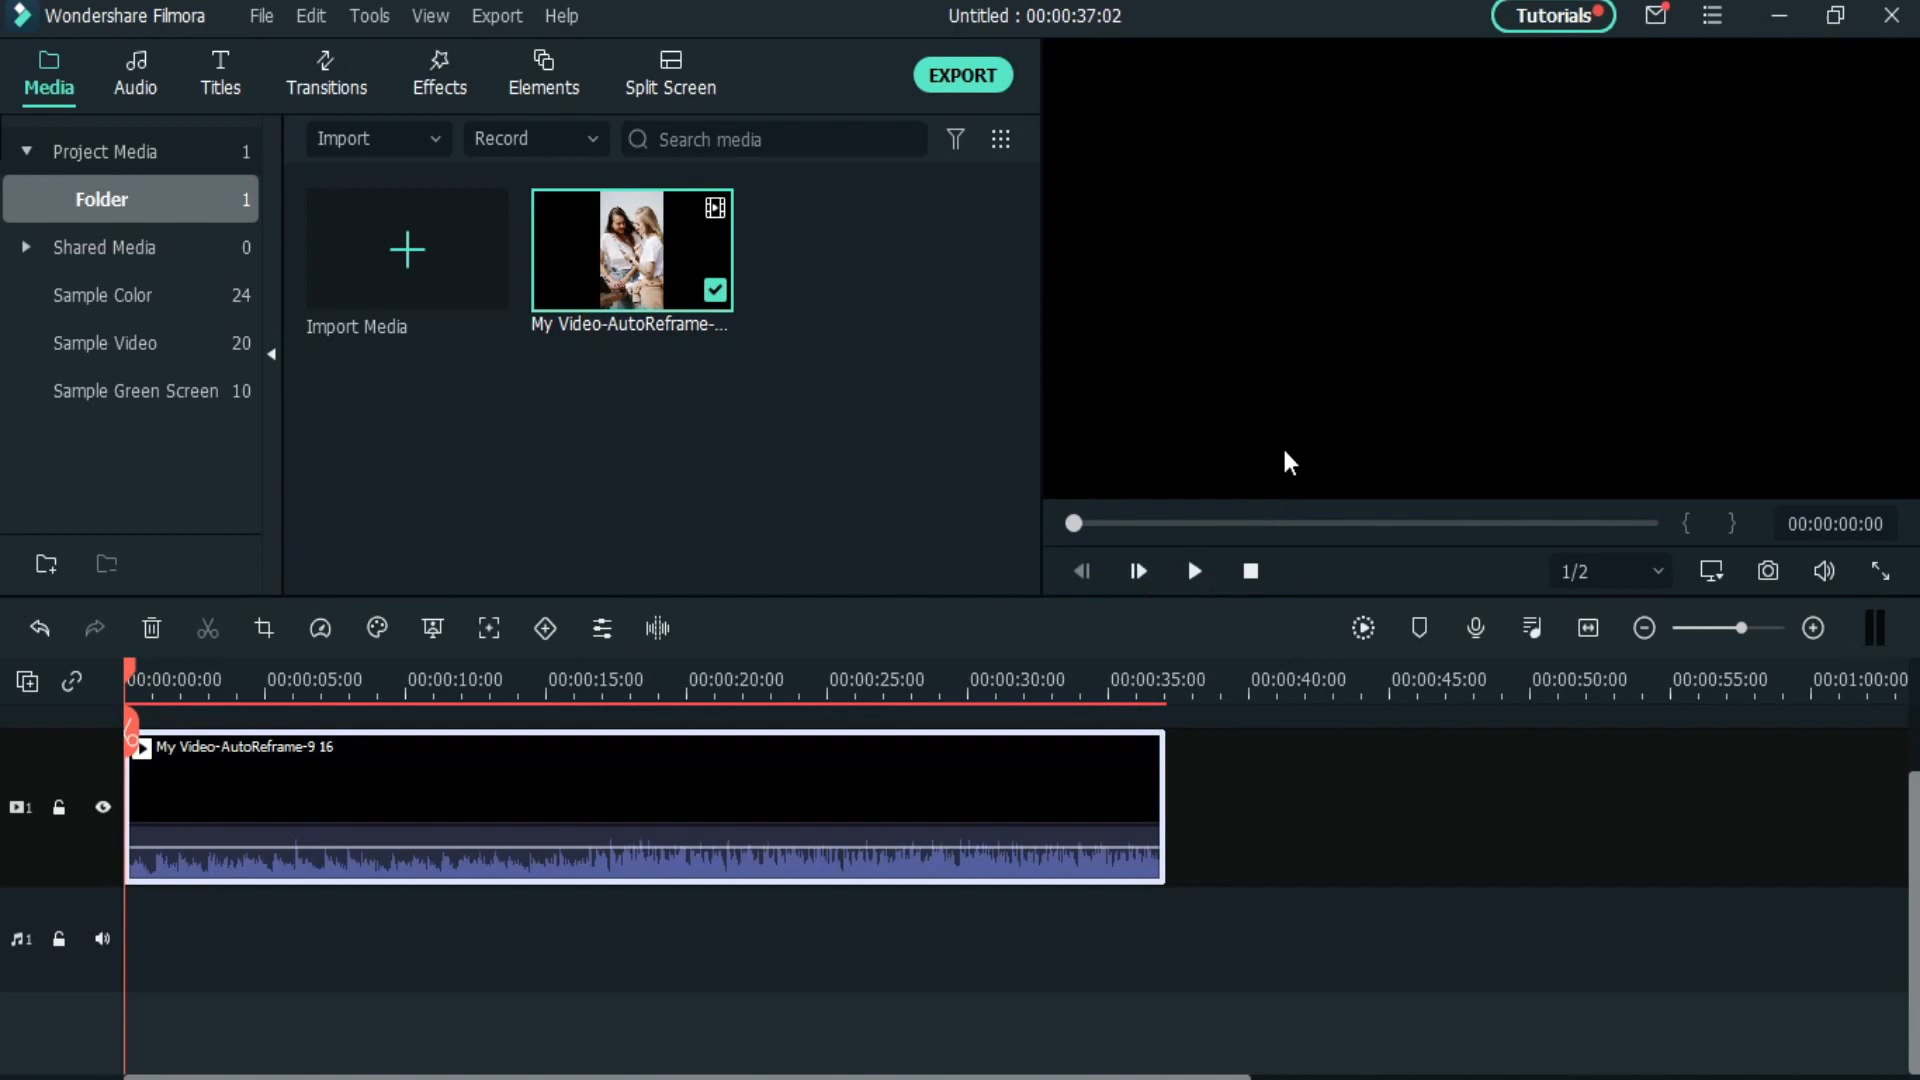 Wondershare Filmora File Edit Tools View Export Help Untitled : 00:00:37:02 Tutorials
Media Audio Titles Transitions Effects Elements Split Screen EXPORT
Import Record Search media
Project Media 1
Folder 1
Shared Media 0
Sample Color 24
Sample Video 20
Sample Green Screen 10
Import Media My Video-AutoReframe-...
{ } 00:00:00:00
1/2
00:00:00:00 00:00:05:00 00:00:10:00 00:00:15:00 00:00:20:00 00:00:25:00 00:00:30:00 00:00:35:00 00:00:40:00 00:00:45:00 00:00:50:00 00:00:55:00 00:01:00:00
My Video-AutoReframe-9 16
1
1